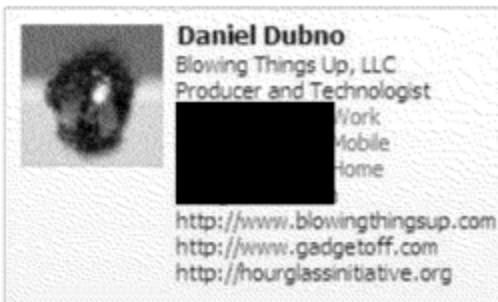 Daniel Dubno
Blowing Things Up, LLC
Producer and Technologist
Work
Mobile
Home
http://www.blowingthingsup.com
http://www.gadgetoff.com
http://hourglassinitiative.org